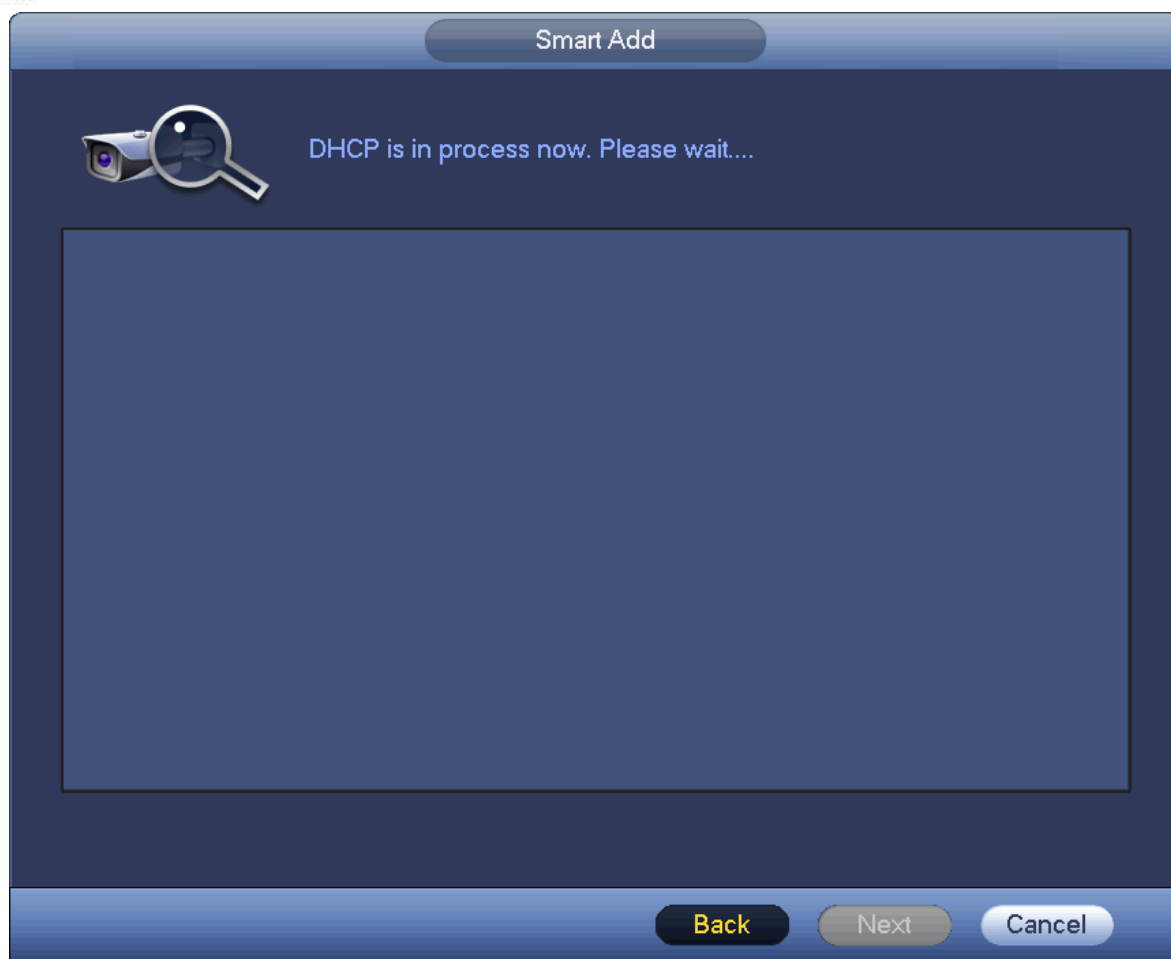 Smart Add
DHCP is in process now. Please wait....
Back
Next
Cancel